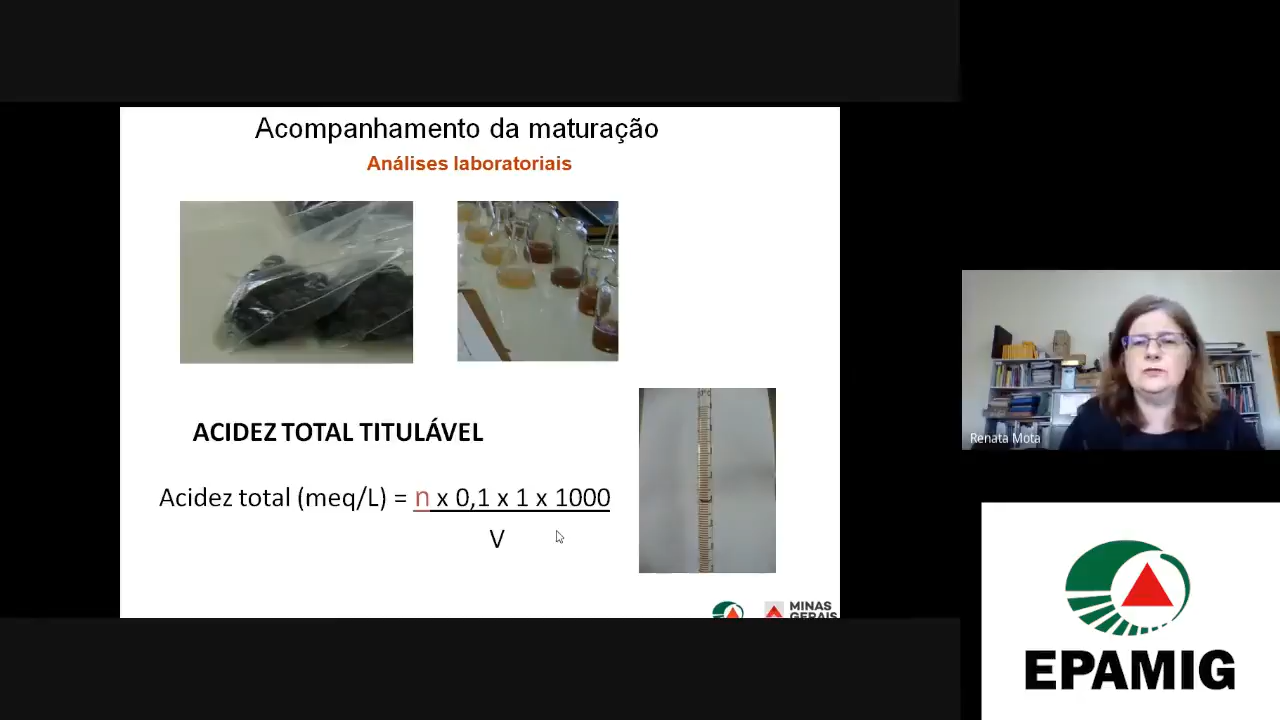 Acompanhamento da maturação
Análises laboratoriais
ACIDEZ TOTAL TITULÁVEL
Acidez total (meq/L) = n x 0,1 x 1 x 1000
V
MINAS
GERAIS
Renata Mota
EPAMIG